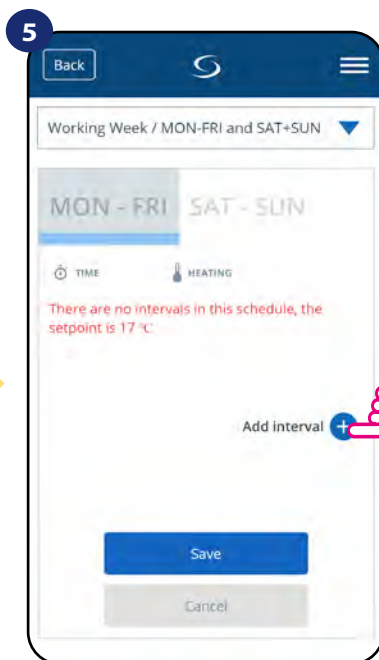 5
Back
Working Week / MON-FRI and SAT+SUN
MON - FRI SAT - SUN
TIME HEATING
There are no intervals in this schedule, the
setpoint is 17 °C
Add interval +
Save
Cancel